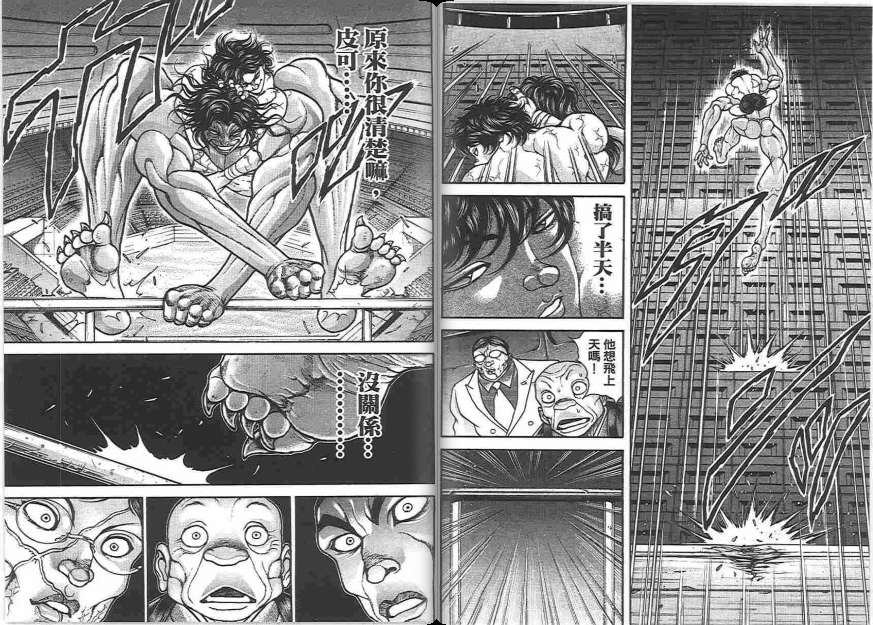 搞了半天…
他想飛上
天嗎！
原來你很清楚嘛，
皮可……
沒關係…
…………